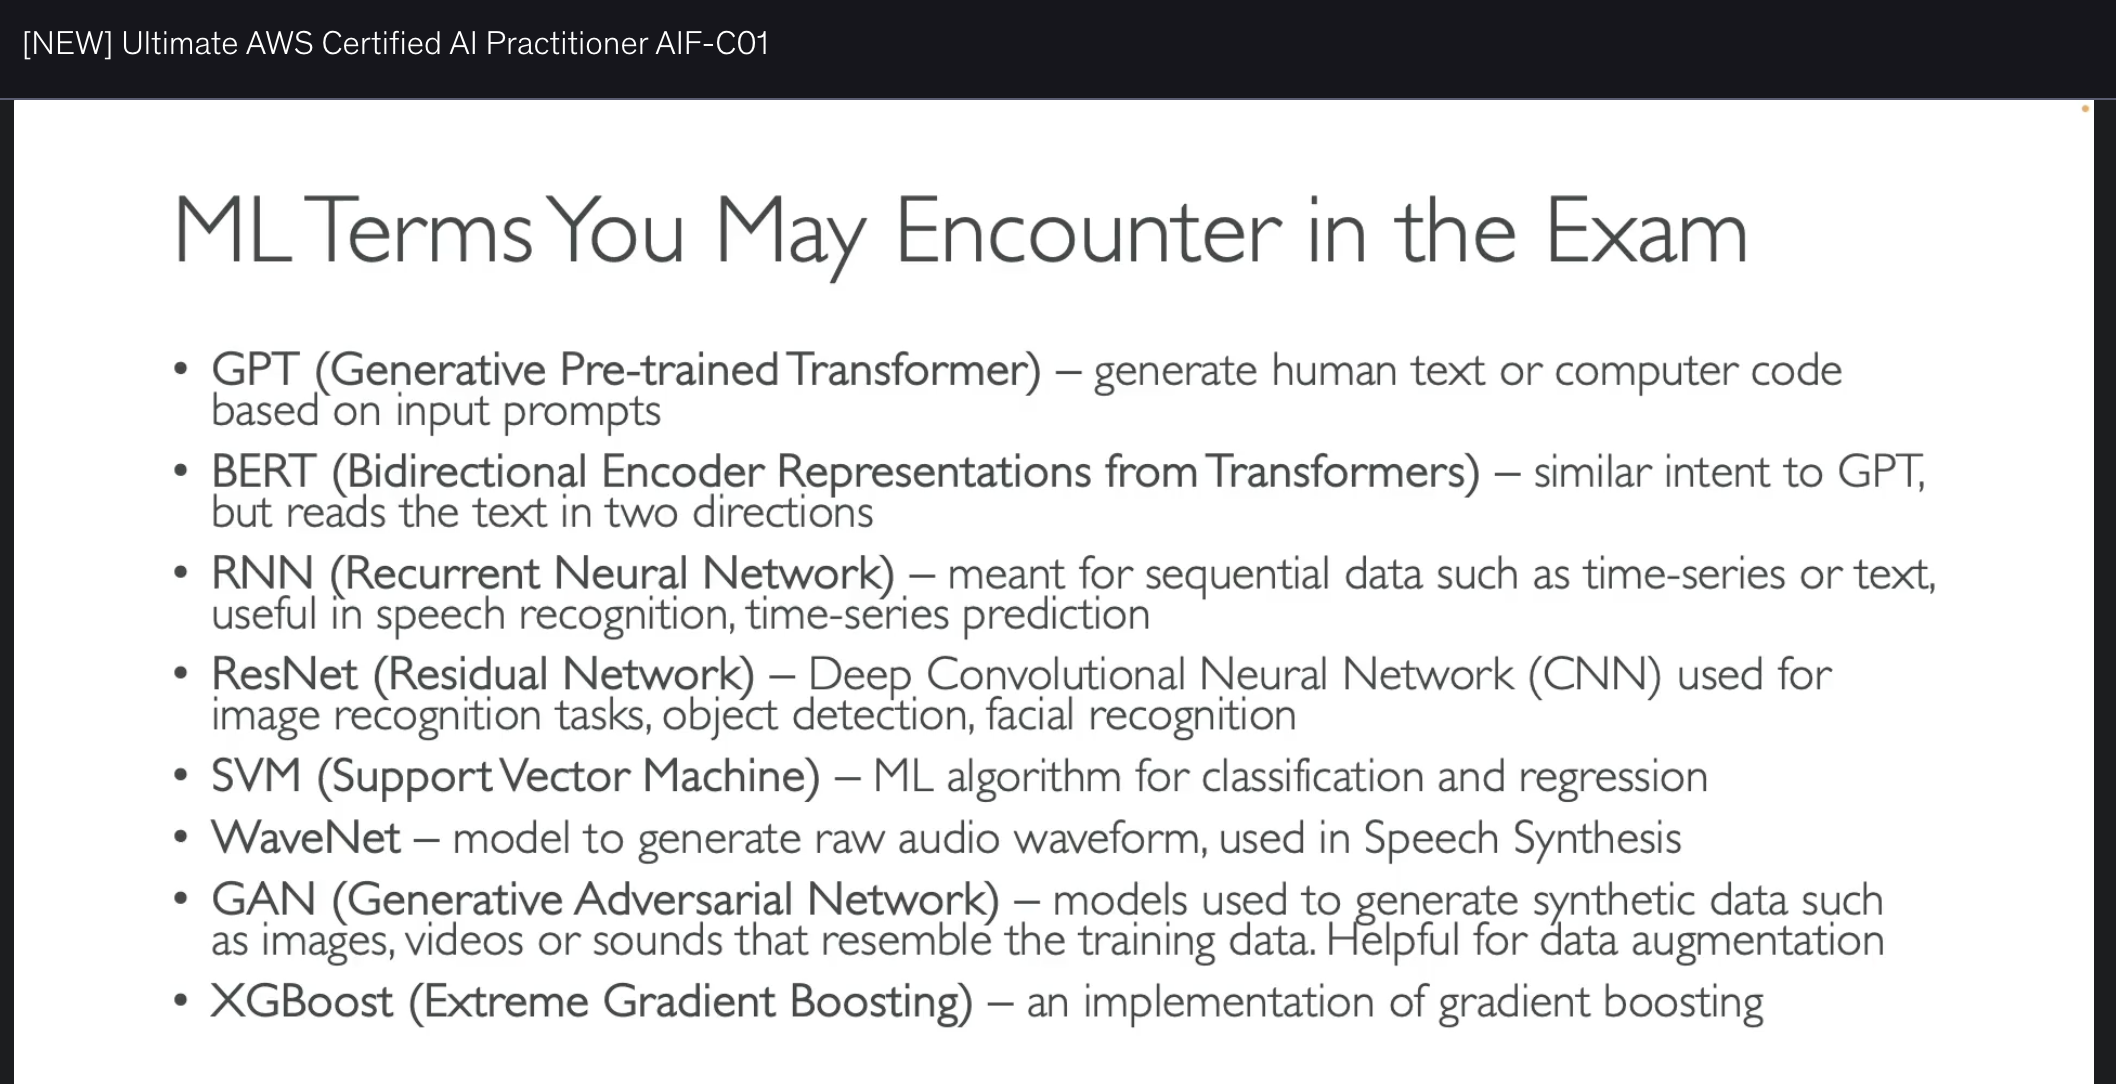 [NEW] Ultimate AWS Certified AI Practitioner AIF-C01
ML Terms You May Encounter in the Exam
• GPT (Generative Pre-trained Transformer) – generate human text or computer code
based on input prompts
• BERT (Bidirectional Encoder Representations from Transformers) – similar intent to GPT,
but reads the text in two directions
• RNN (Recurrent Neural Network) – meant for sequential data such as time-series or text,
useful in speech recognition, time-series prediction
• ResNet (Residual Network) – Deep Convolutional Neural Network (CNN) used for
image recognition tasks, object detection, facial recognition
• SVM (Support Vector Machine) – ML algorithm for classification and regression
• WaveNet – model to generate raw audio waveform, used in Speech Synthesis
• GAN (Generative Adversarial Network) – models used to generate synthetic data such
as images, videos or sounds that resemble the training data. Helpful for data augmentation
• XGBoost (Extreme Gradient Boosting) – an implementation of gradient boosting